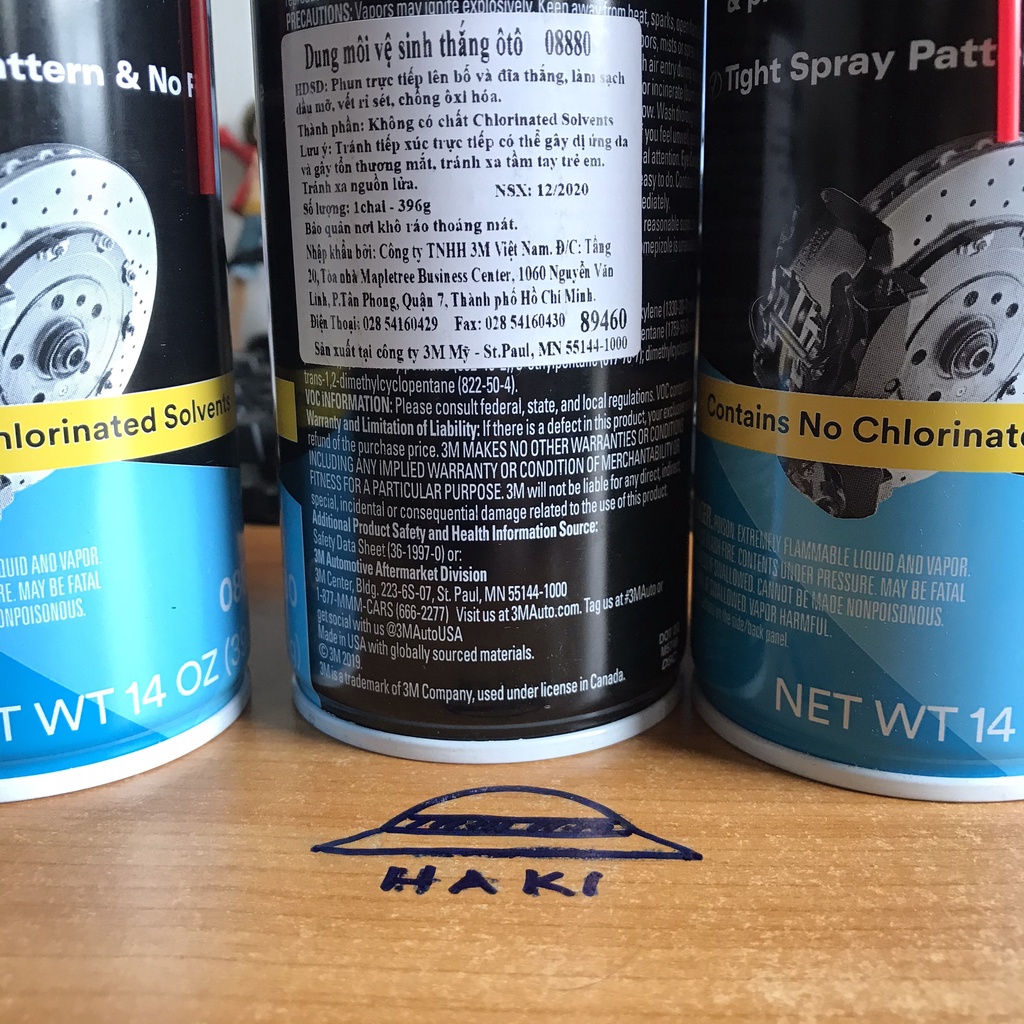 attern & No
hlorinated Solvents
QUID AND VAPOR.
RE. MAY BE FATAL
ONPOISONOUS.
T WT 14 OZ
PRECAUTIONS: Vapors may ignite explosively. Keep away from heat, sparks, open
Dung môi vệ sinh thắng ôtô 08880
HDSD: Phun trực tiếp lên bố và đĩa thắng, làm sạch
dầu mỡ, vết rỉ sét, chống ôxi hóa.
Thành phần: Không có chất Chlorinated Solvents
Lưu ý: Tránh tiếp xúc trực tiếp có thể gây dị ứng da
và gây tổn thương mắt, tránh xa tầm tay trẻ em.
Tránh xa nguồn lửa. NSX: 12/2020
Số lượng: 1chai - 396g
Bảo quản nơi khô ráo thoáng mát.
Nhập khẩu bởi: Công ty TNHH 3M Việt Nam. Đ/C: Tầng
20, Tòa nhà Mapletree Business Center, 1060 Nguyễn Văn
Linh, P.Tân Phong, Quận 7, Thành phố Hồ Chí Minh.
Điện Thoại: 028 54160429 Fax: 028 54160430 89460
Sản xuất tại công ty 3M Mỹ - St.Paul, MN 55144-1000
trans-1,2-dimethylcyclopentane (822-50-4).
VOC INFORMATION: Please consult federal, state, and local regulations. VOC
Warranty and Limitation of Liability: If there is a defect in this product, your exclusive
refund of the purchase price. 3M MAKES NO OTHER WARRANTIES OR CONDITIONS
INCLUDING ANY IMPLIED WARRANTY OR CONDITION OF MERCHANTABILITY OR
FITNESS FOR A PARTICULAR PURPOSE. 3M will not be liable for any direct, indirect,
special, incidental or consequential damage related to the use of this product.
Additional Product Safety and Health Information Source:
Safety Data Sheet (36-1997-0) or:
3M Automotive Aftermarket Division
3M Center, Bldg. 223-6S-07, St. Paul, MN 55144-1000
1-877-MMM-CARS (666-2277) Visit us at 3MAuto.com. Tag us at #3MAuto or
get social with us @3MAutoUSA
Made in USA with globally sourced materials.
© 3M 2019.
3M is a trademark of 3M Company, used under license in Canada.
Tight Spray Patt
Contains No Chlorinate
EXTREMELY FLAMMABLE LIQUID AND VAPOR.
CONTENTS UNDER PRESSURE. MAY BE FATAL
SWALLOWED. CANNOT BE MADE NONPOISONOUS.
VAPOR HARMFUL.
side/back panel.
NET WT 14
HAKI